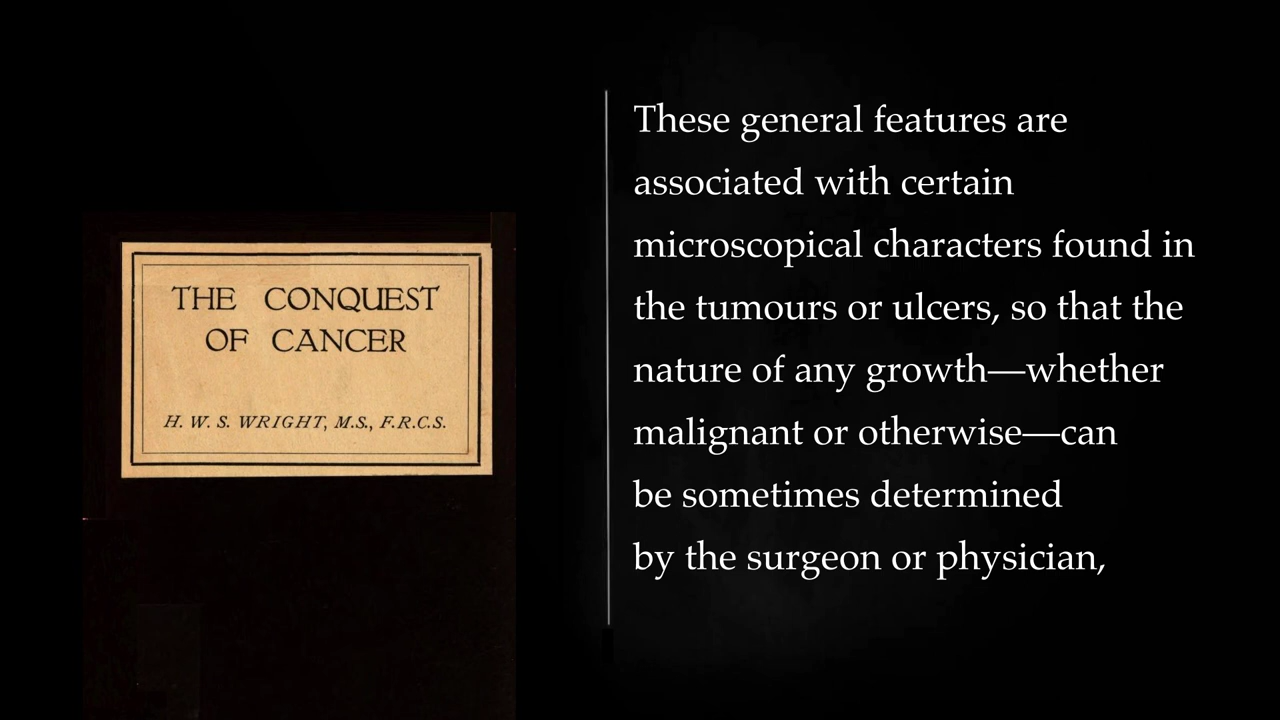 THE CONQUEST
OF CANCER
H. W. S. WRIGHT, M.S., F.R.C.S.
These general features are
associated with certain
microscopical characters found in
the tumours or ulcers, so that the
nature of any growth—whether
malignant or otherwise—can
be sometimes determined
by the surgeon or physician,